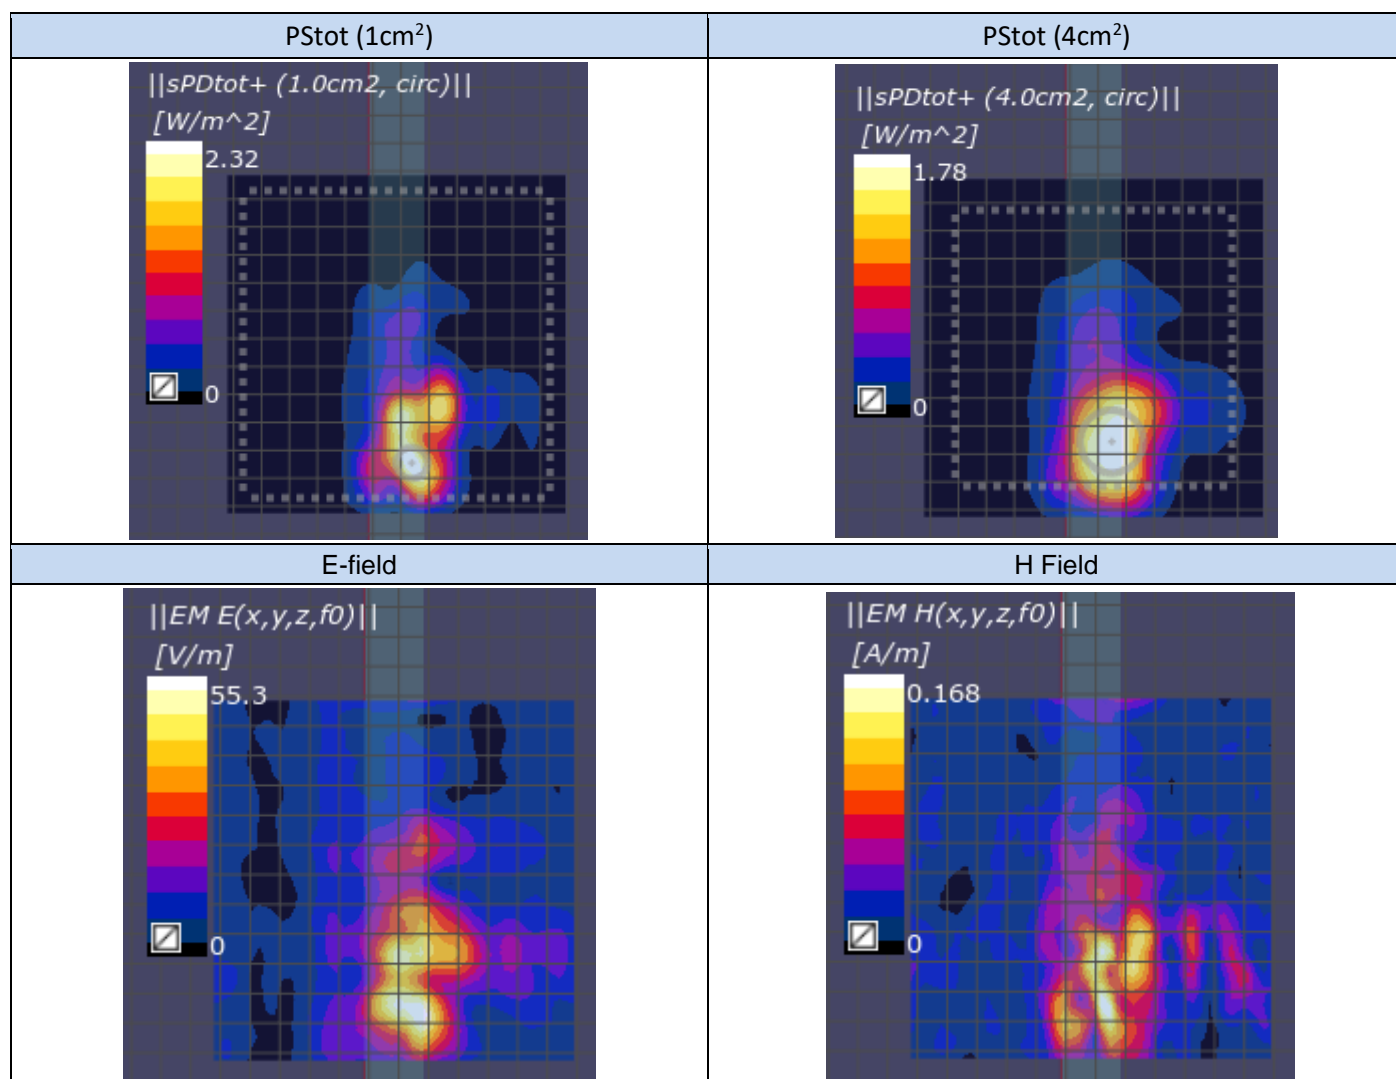 PStot (1cm²)
PStot (4cm²)
||sPDtot+ (1.0cm2, circ)||
[W/m^2]
2.32
0
||sPDtot+ (4.0cm2, circ)||
[W/m^2]
1.78
0
E-field
H Field
||EM E(x,y,z,f0)||
[V/m]
55.3
0
||EM H(x,y,z,f0)||
[A/m]
0.168
0